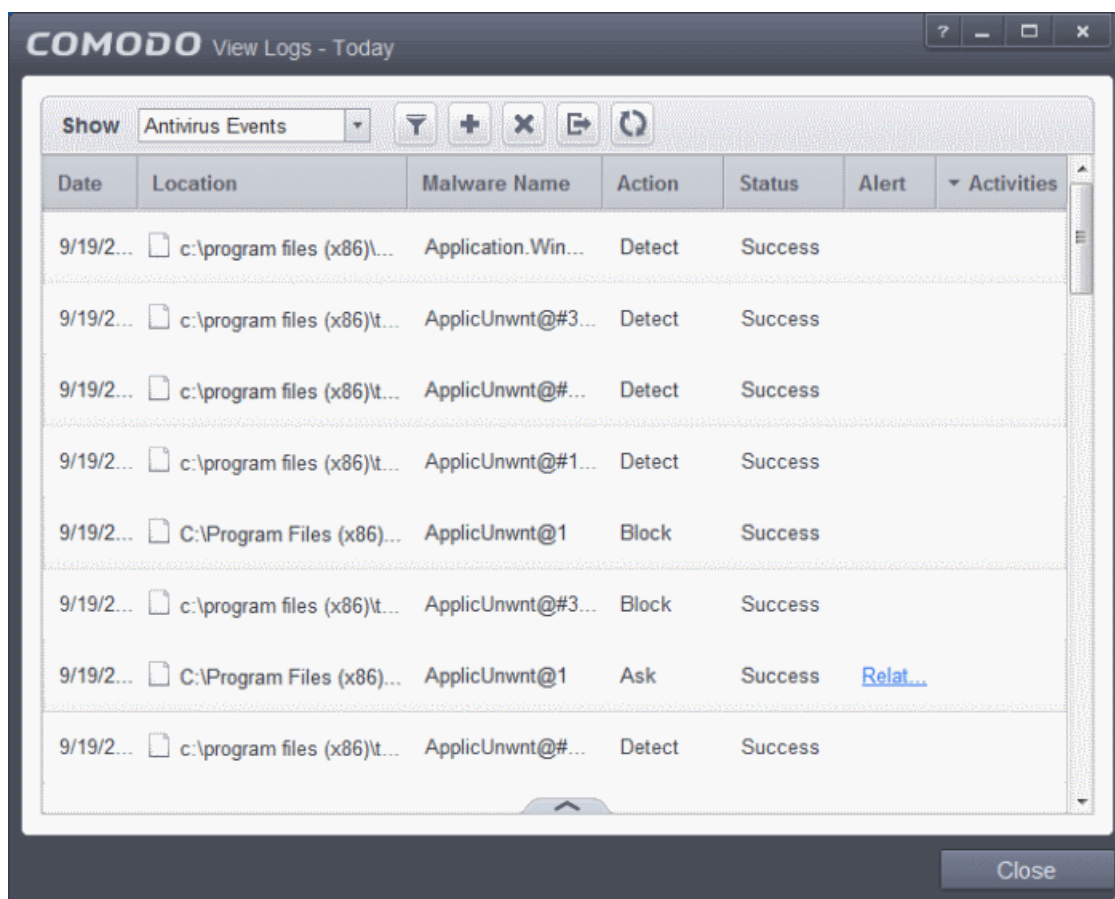 COMODO View Logs - Today
Show Antivirus Events
Date Location Malware Name Action Status Alert Activities
9/19/2... c:\program files (x86)\... Application.Win... Detect Success
9/19/2... c:\program files (x86)\t... ApplicUnwnt@#3... Detect Success
9/19/2... c:\program files (x86)\t... ApplicUnwnt@#... Detect Success
9/19/2... c:\program files (x86)\t... ApplicUnwnt@#1... Detect Success
9/19/2... C:\Program Files (x86)... ApplicUnwnt@1 Block Success
9/19/2... c:\program files (x86)\t... ApplicUnwnt@#3... Block Success
9/19/2... C:\Program Files (x86)... ApplicUnwnt@1 Ask Success Relat...
9/19/2... c:\program files (x86)\t... ApplicUnwnt@#... Detect Success
Close